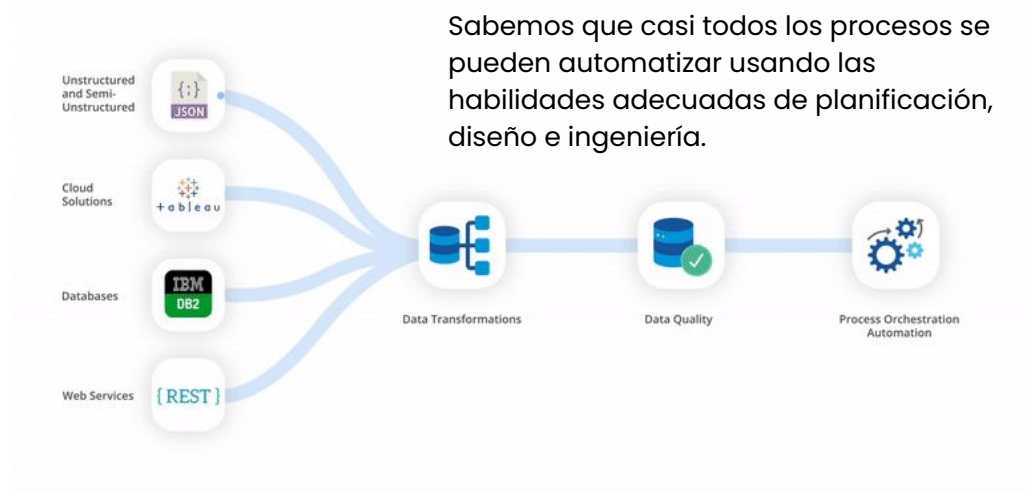 Sabemos que casi todos los procesos se
pueden automatizar usando las
habilidades adecuadas de planificación,
diseño e ingeniería.
Unstructured
and Semi-
Unstructured
{;}
JSON
Cloud
Solutions
+ableau
Databases
IBM
DB2
Web Services
{REST}
Data Transformations
Data Quality
Process Orchestration
Automation